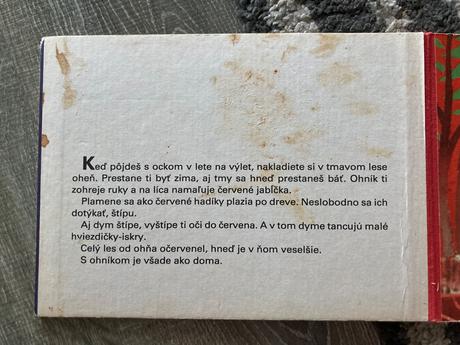 Keď pôjdeš s ockom v lete na výlet, nakladiete si v tmavom lese
oheň. Prestane ti byť zima, aj tmy sa hneď prestaneš báť. Ohník ti
zohreje ruky a na líca namaľuje červené jabĺčka.
Plamene sa ako červené hadíky plazia po dreve. Neslobodno sa ich
dotýkať, štípu.
Aj dym štípe, vyštípe ti oči do červena. A v tom dyme tancujú malé
hviezdičky-iskry.
Celý les od ohňa očervenel, hneď je v ňom veselšie.
S ohníkom je všade ako doma.